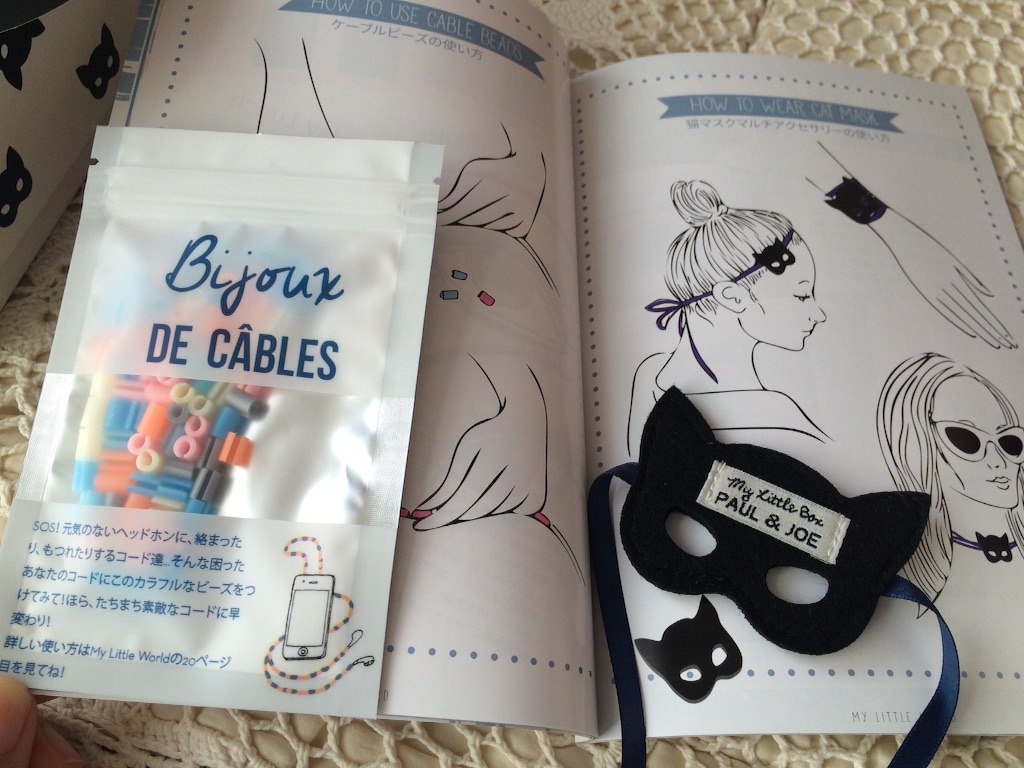 HOW TO USE CABLE BEADS
ケーブルビーズの使い方
HOW TO WEAR CAT MASK
猫マスクマルチアクセサリーの使い方
Bijoux
DE CÂBLES
SOS! 元気のないヘッドホンに、絡まった
り、もつれたりするコード達...そんな困った
あなたのコードにこのカラフルなビーズをつ
けてみて!ほら、たちまち素敵なコードに早
変わり!
詳しい使い方はMy Little Worldの20ページ
目を見てね!
My Little Box
PAUL & JOE
MY LITTLE